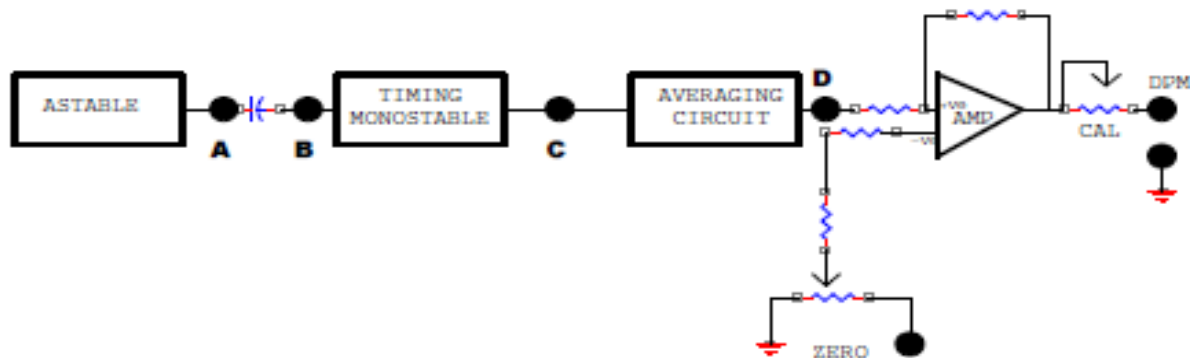 ASTABLE
A
B
TIMING
MONOSTABLE
C
AVERAGING
CIRCUIT
D
+ve
AMP
-ve
CAL
DPM
ZERO